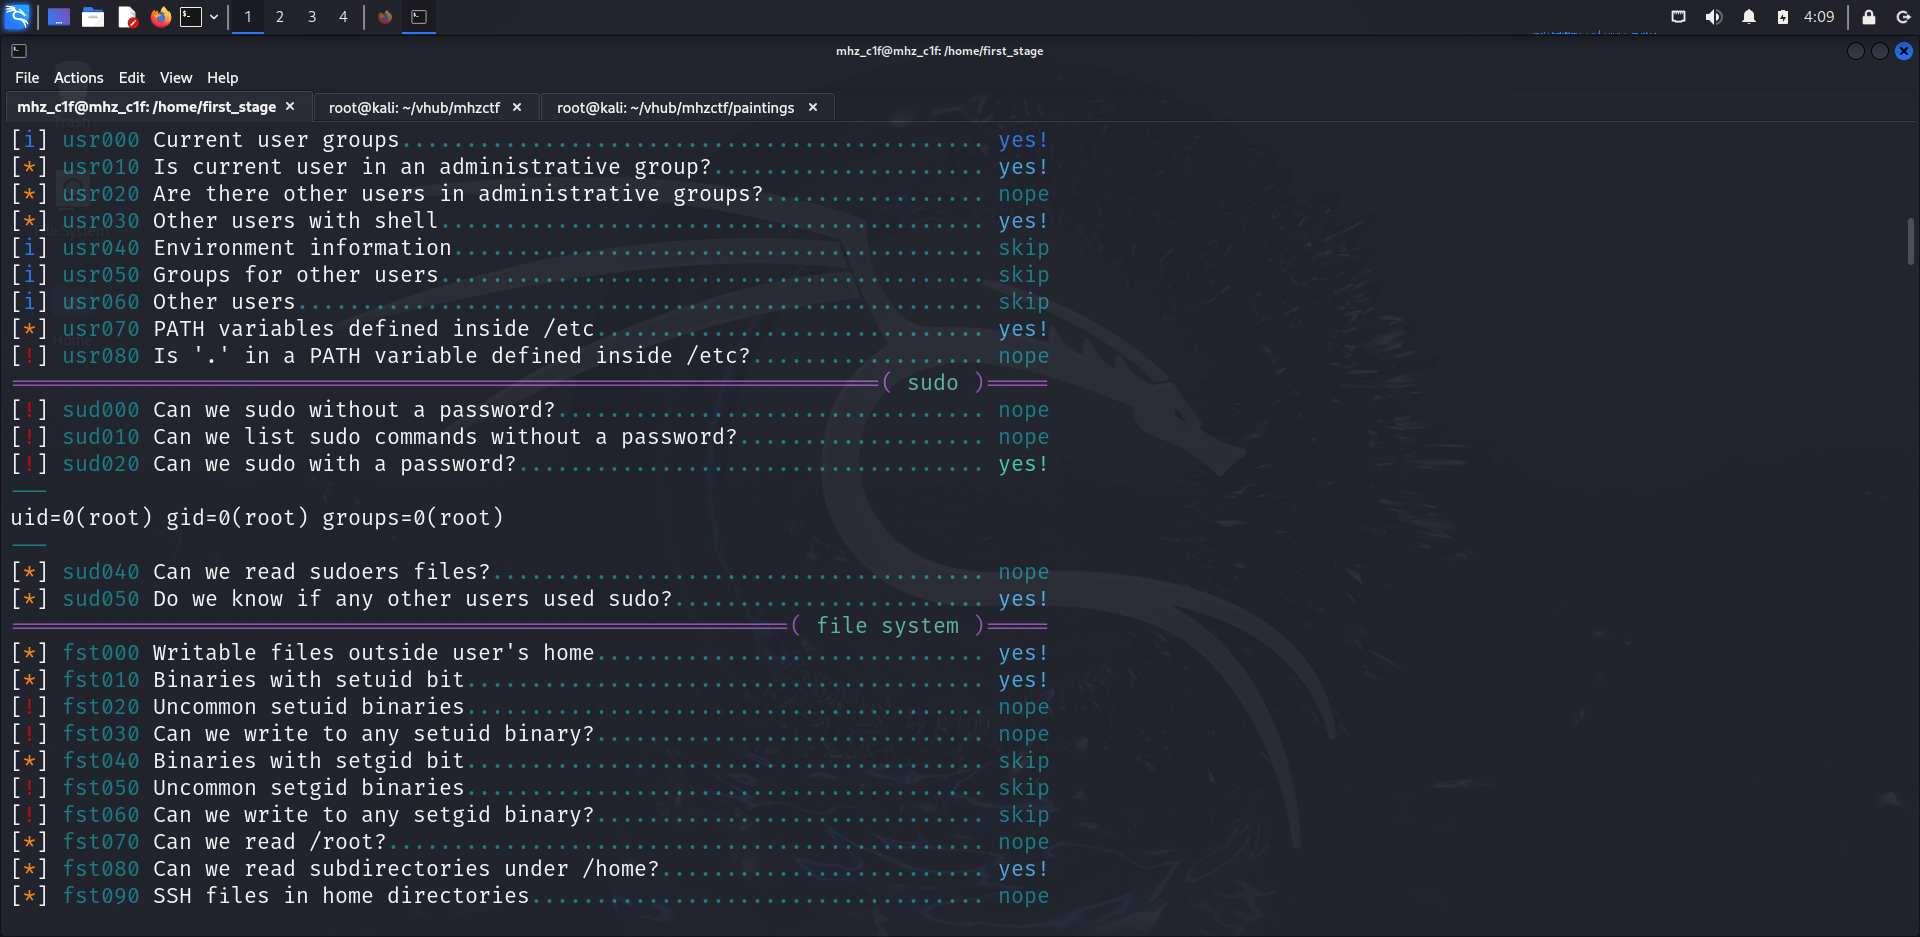 1 2 3 4
4:09
mhz_c1f@mhz_c1f: /home/first_stage
File Actions Edit View Help
mhz_c1f@mhz_c1f: /home/first_stage × root@kali: ~/vhub/mhzctf × root@kali: ~/vhub/mhzctf/paintings ×
[i] usr000 Current user groups............................................. yes!
[*] usr010 Is current user in an administrative group?..................... yes!
[*] usr020 Are there other users in administrative groups?................. nope
[*] usr030 Other users with shell.......................................... yes!
[i] usr040 Environment information......................................... skip
[i] usr050 Groups for other users.......................................... skip
[i] usr060 Other users..................................................... skip
[*] usr070 PATH variables defined inside /etc.............................. yes!
[!] usr080 Is '.' in a PATH variable defined inside /etc?.................. nope
===================================================================( sudo )=====
[!] sud000 Can we sudo without a password?................................. nope
[!] sud010 Can we list sudo commands without a password?................... nope
[!] sud020 Can we sudo with a password?.................................... yes!
---
uid=0(root) gid=0(root) groups=0(root)
---
[*] sud040 Can we read sudoers files?...................................... nope
[*] sud050 Do we know if any other users used sudo?........................ yes!
============================================================( file system )=====
[*] fst000 Writable files outside user's home.............................. yes!
[*] fst010 Binaries with setuid bit........................................ yes!
[!] fst020 Uncommon setuid binaries........................................ nope
[!] fst030 Can we write to any setuid binary?.............................. nope
[*] fst040 Binaries with setgid bit........................................ skip
[!] fst050 Uncommon setgid binaries........................................ skip
[!] fst060 Can we write to any setgid binary?.............................. skip
[*] fst070 Can we read /root?.............................................. nope
[*] fst080 Can we read subdirectories under /home?......................... yes!
[*] fst090 SSH files in home directories................................... nope